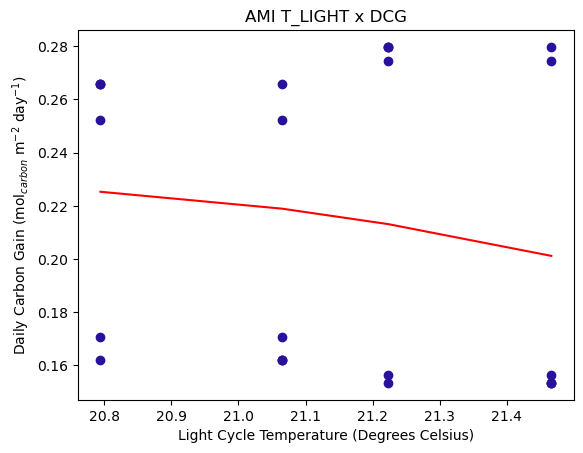 AMI T_LIGHT x DCG
Daily Carbon Gain (mol_carbon m⁻² day⁻¹)
0.28
0.26
0.24
0.22
0.20
0.18
0.16
20.8 20.9 21.0 21.1 21.2 21.3 21.4
Light Cycle Temperature (Degrees Celsius)